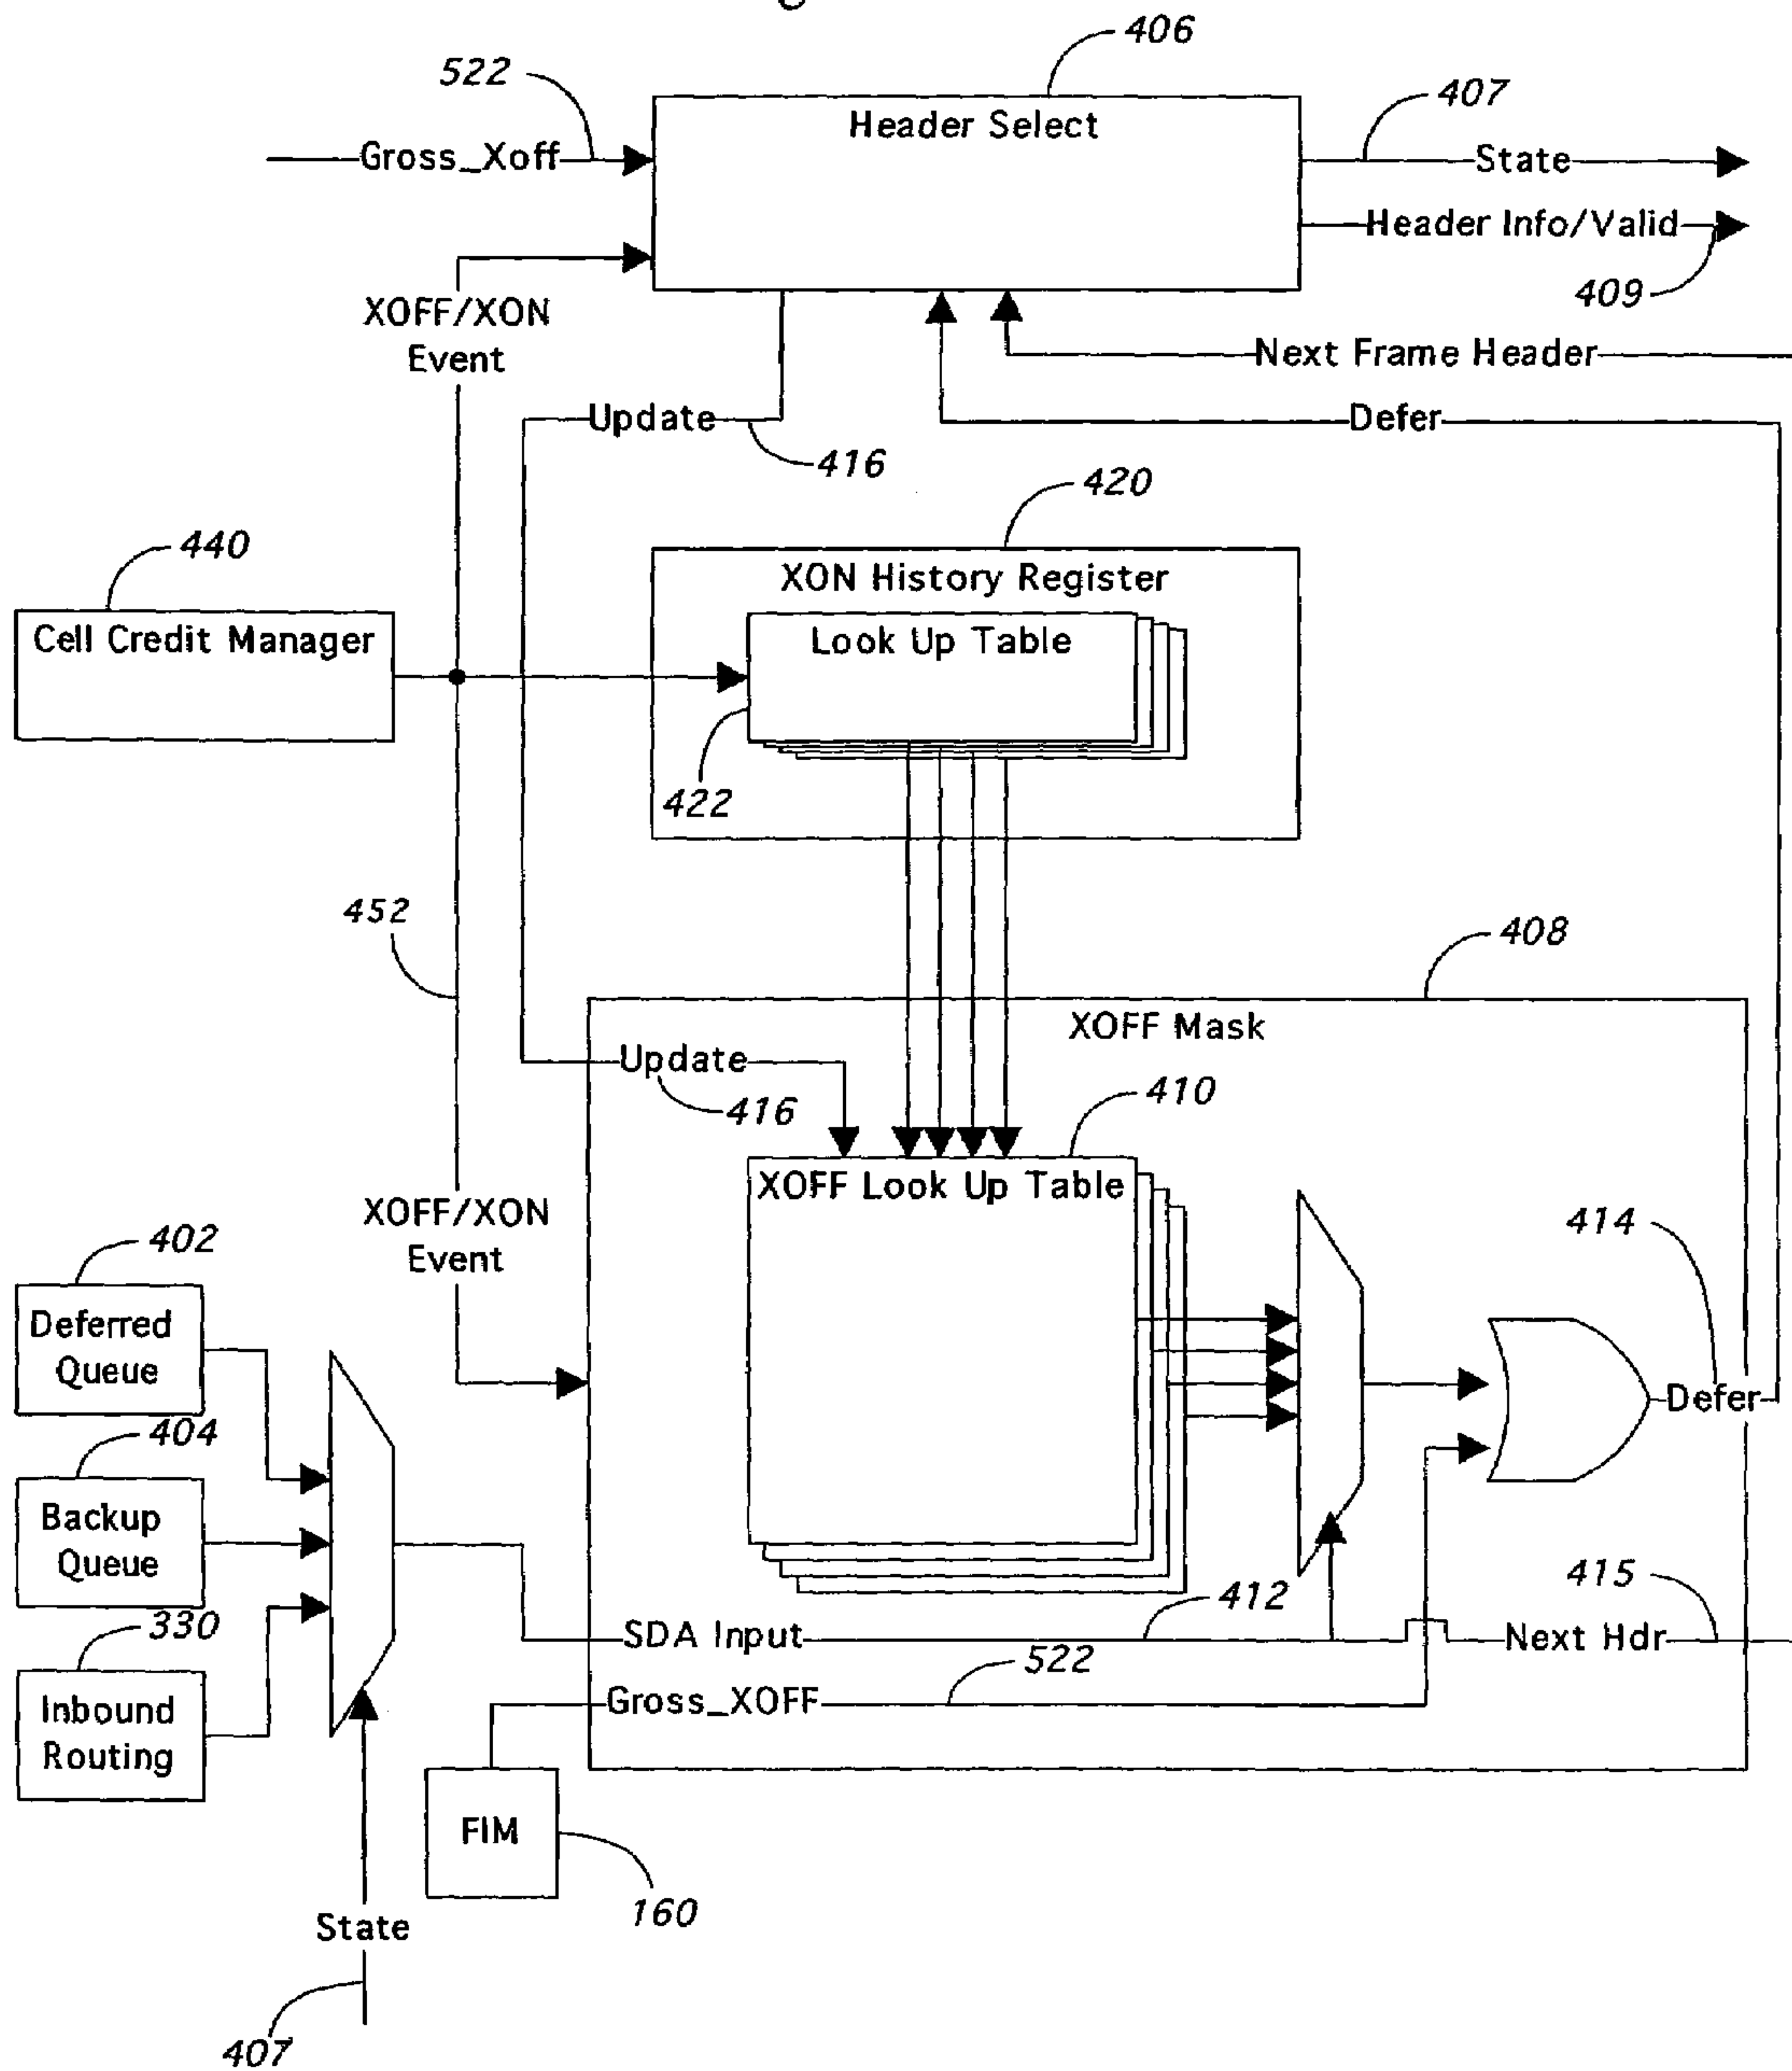 406
522
Header Select
407
Gross_Xoff
State
Header Info/Valid
409
XOFF/XON
Event
Next Frame Header
Update
Defer
416
420
440
XON History Register
Cell Credit Manager
Look Up Table
422
452
408
XOFF Mask
Update
416
410
XOFF Look Up Table
XOFF/XON
Event
414
402
Deferred
Queue
Defer
404
Backup
Queue
412
415
330
SDA Input
Next Hdr
522
Inbound
Routing
Gross_XOFF
FIM
160
State
407